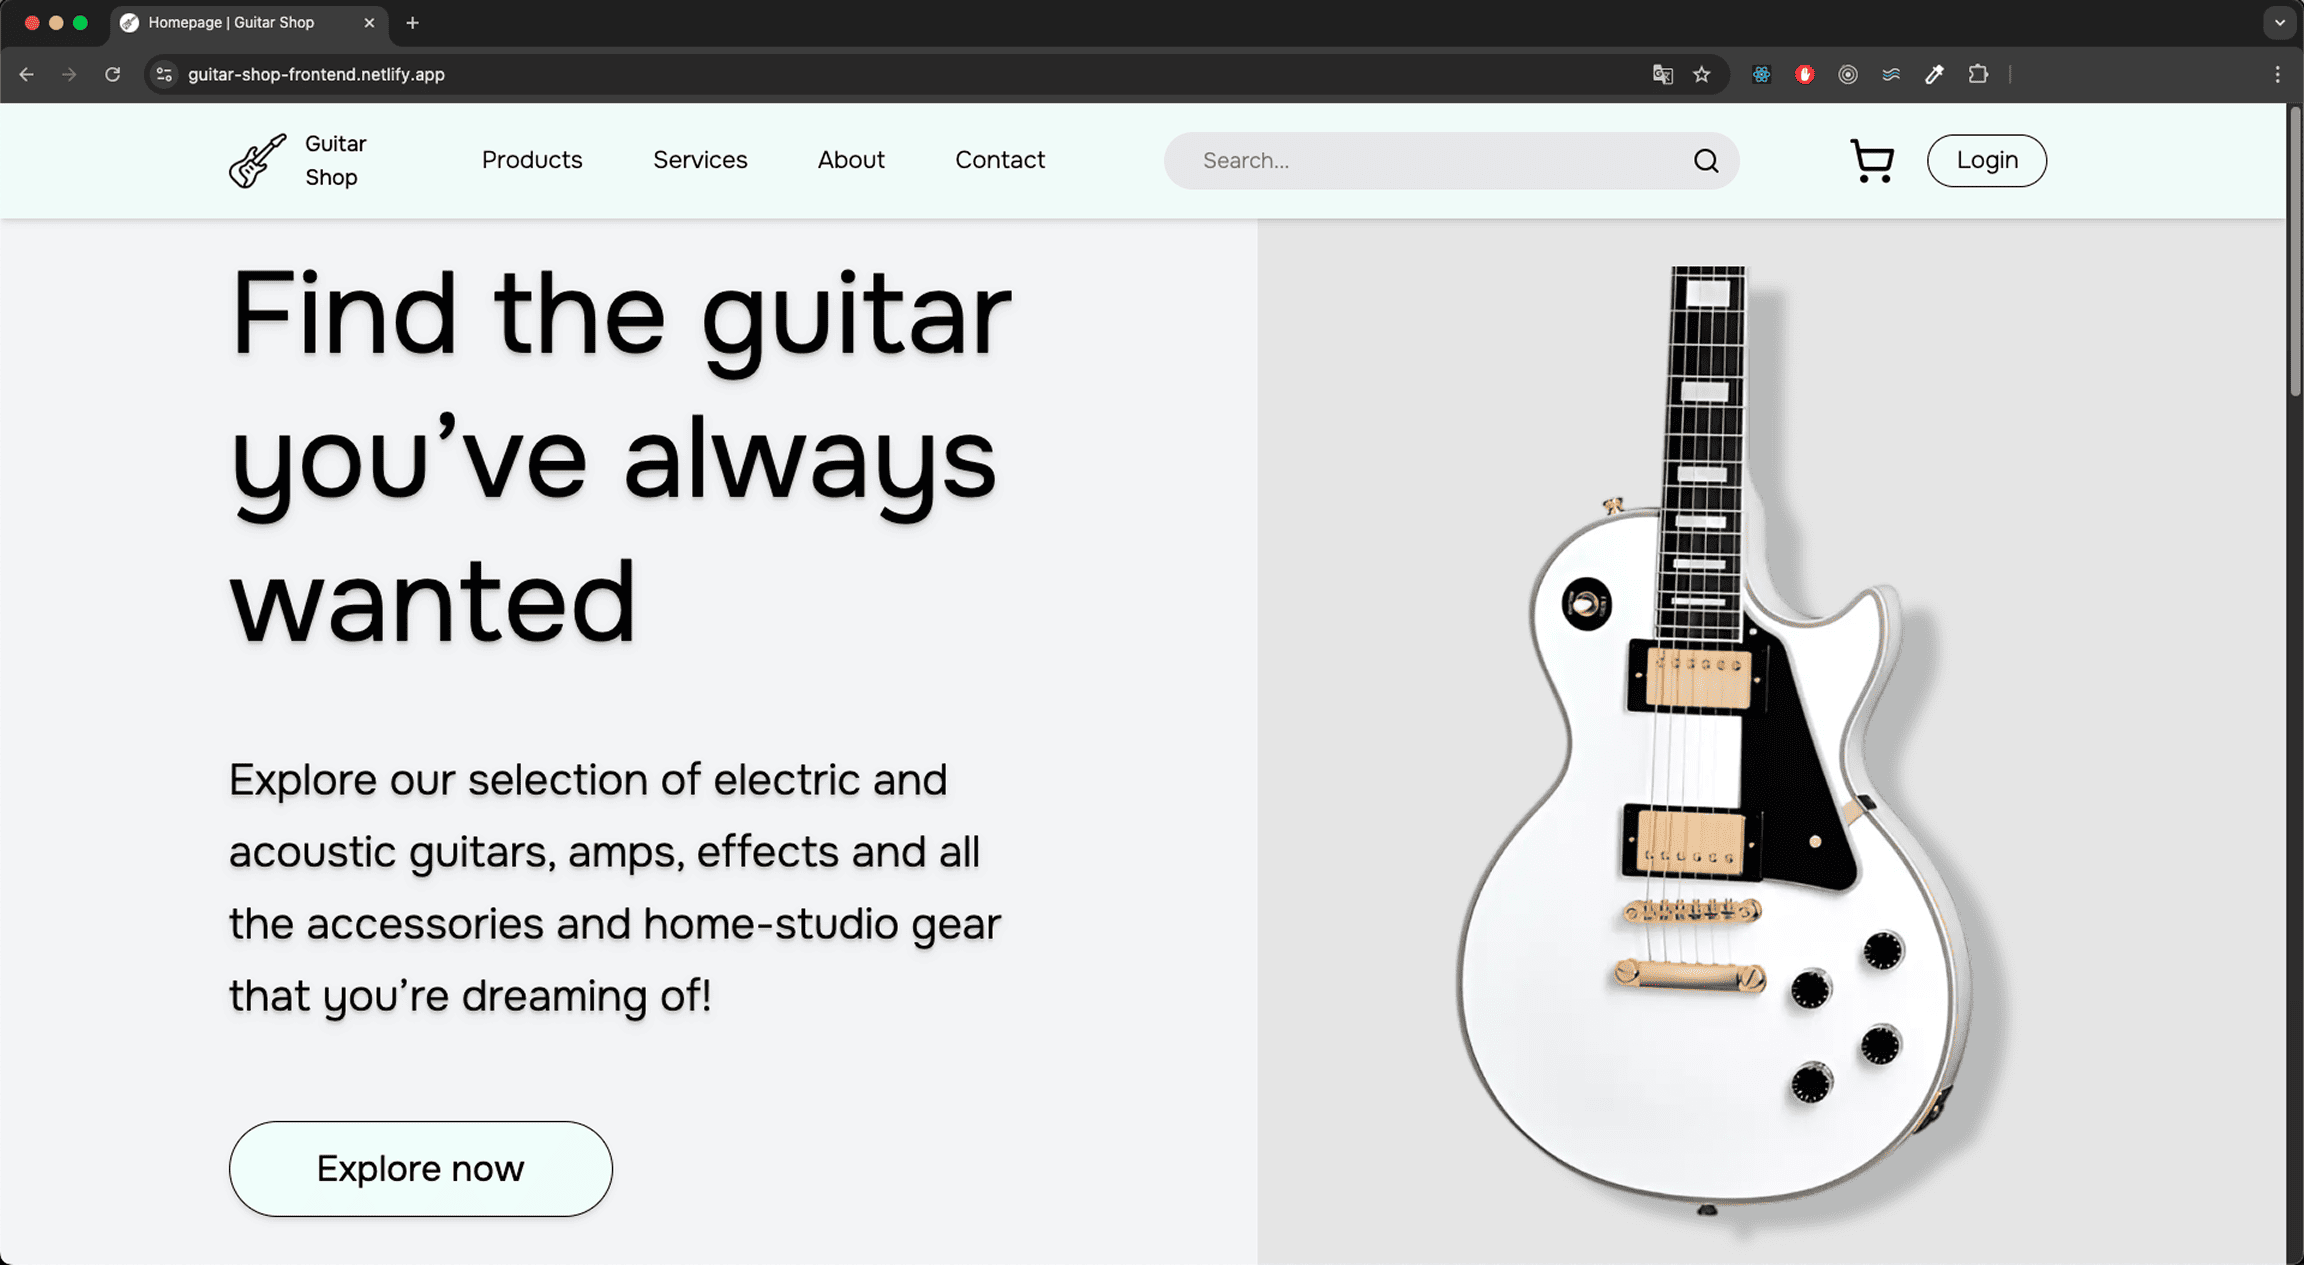 Homepage | Guitar Shop
guitar-shop-frontend.netlify.app
Guitar
Shop
Products
Services
About
Contact
Search...
Login
Find the guitar
you’ve always
wanted
Explore our selection of electric and
acoustic guitars, amps, effects and all
the accessories and home-studio gear
that you’re dreaming of!
Explore now